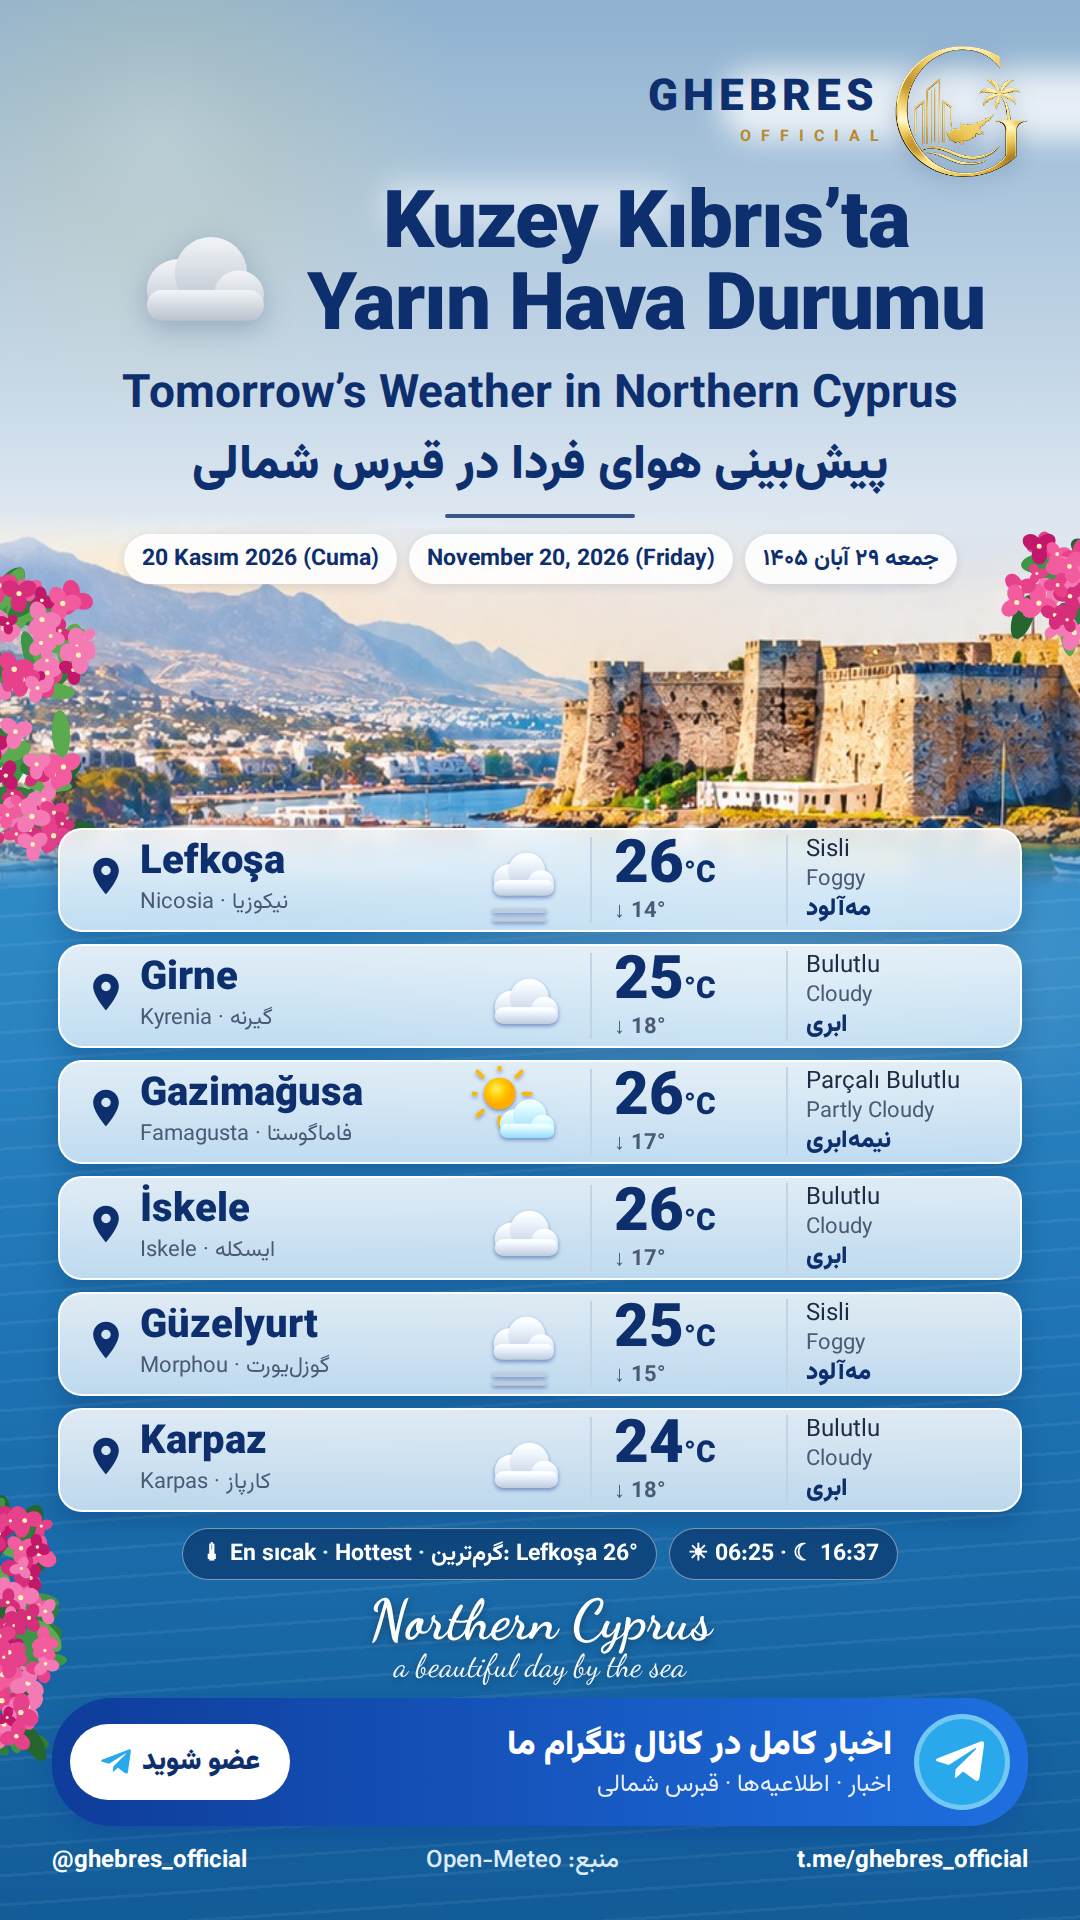 GHEBRES
OFFICIAL
Kuzey Kıbrıs’ta
Yarın Hava Durumu
Tomorrow’s Weather in Northern Cyprus
پیش‌بینی هوای فردا در قبرس شمالی
20 Kasım 2026 (Cuma)
November 20, 2026 (Friday)
جمعه ۲۹ آبان ۱۴۰۵
Lefkoşa
Nicosia · نیکوزیا
26°C
↓ 14°
Sisli
Foggy
مه‌آلود
Girne
Kyrenia · گیرنه
25°C
↓ 18°
Bulutlu
Cloudy
ابری
Gazimağusa
Famagusta · فاماگوستا
26°C
↓ 17°
Parçalı Bulutlu
Partly Cloudy
نیمه‌ابری
İskele
Iskele · ایسکله
26°C
↓ 17°
Bulutlu
Cloudy
ابری
Güzelyurt
Morphou · گوزل‌یورت
25°C
↓ 15°
Sisli
Foggy
مه‌آلود
Karpaz
Karpas · کارپاز
24°C
↓ 18°
Bulutlu
Cloudy
ابری
🌡 En sıcak · Hottest · گرم‌ترین: Lefkoşa 26°
☀ 06:25 · ☾ 16:37
Northern Cyprus
a beautiful day by the sea
اخبار کامل در کانال تلگرام ما
اخبار · اطلاعیه‌ها · قبرس شمالی
عضو شوید
@ghebres_official
منبع: Open-Meteo
t.me/ghebres_official